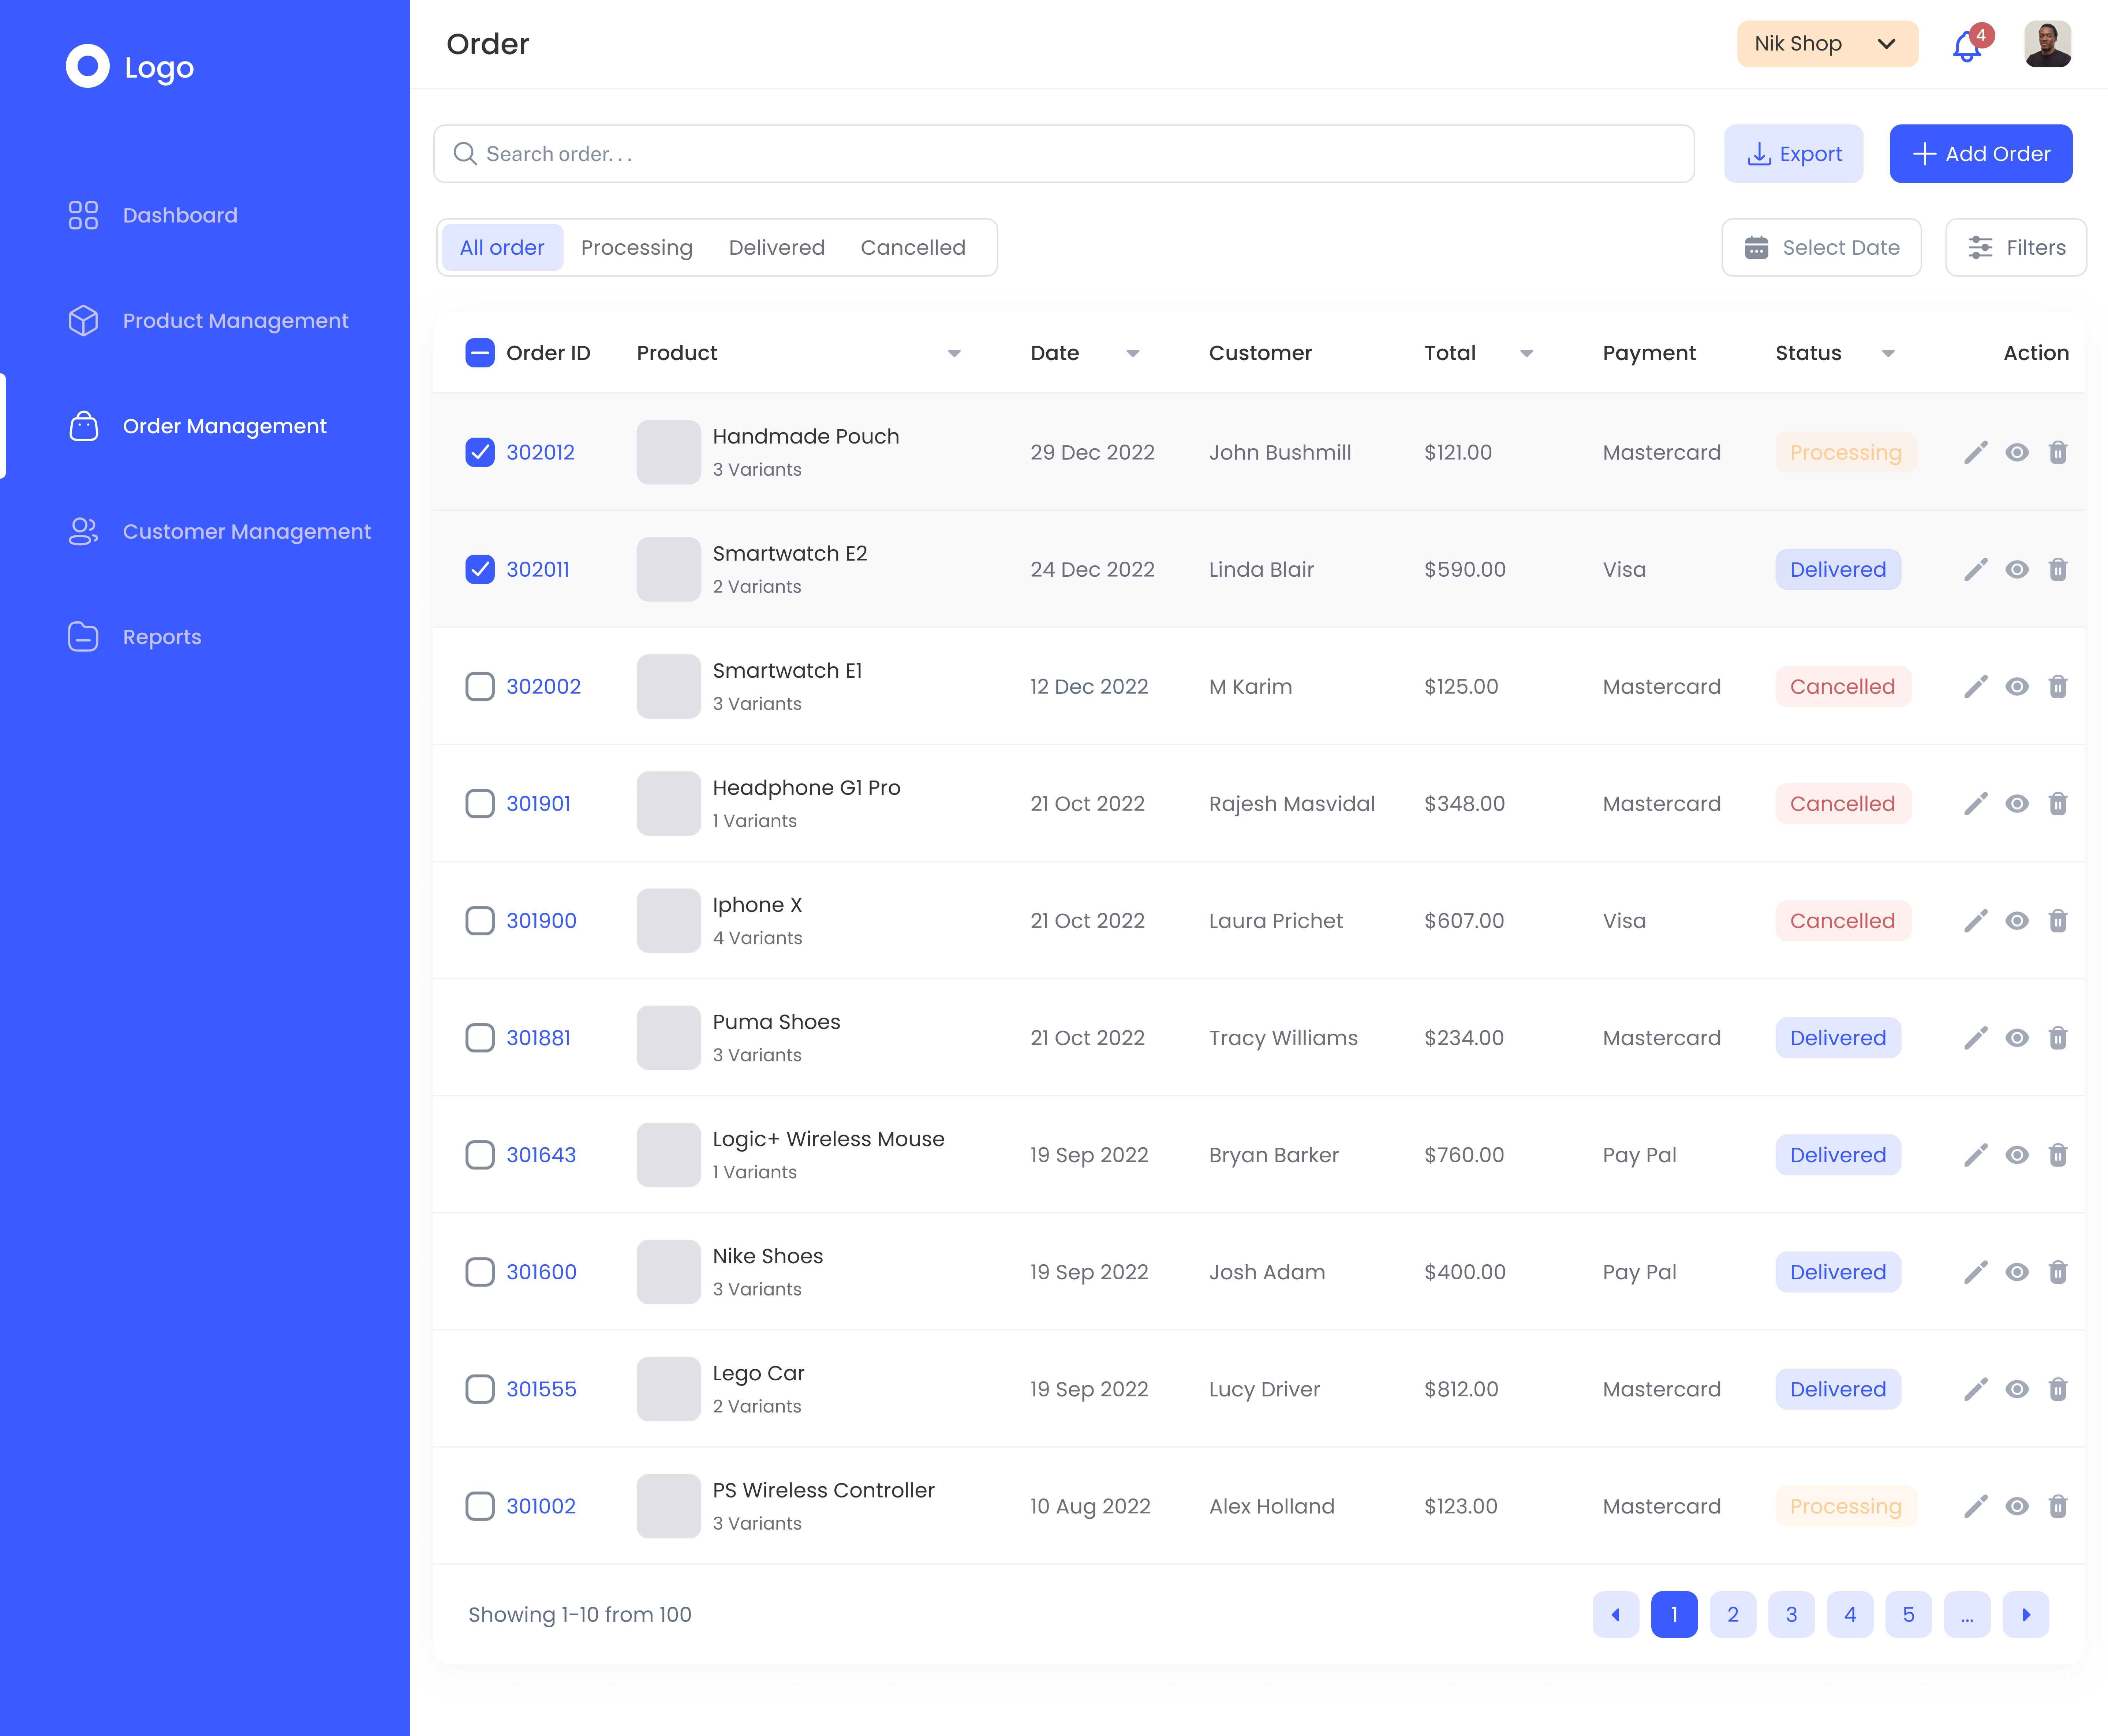 Logo
Dashboard
Product Management
Order Management
Customer Management
Reports
Order
Nik Shop
4
Search order. . .
Export
Add Order
All order Processing Delivered Cancelled
Select Date
Filters
Order ID Product Date Customer Total Payment Status Action
302012 Handmade Pouch 29 Dec 2022 John Bushmill $121.00 Mastercard Processing
3 Variants
302011 Smartwatch E2 24 Dec 2022 Linda Blair $590.00 Visa Delivered
2 Variants
302002 Smartwatch E1 12 Dec 2022 M Karim $125.00 Mastercard Cancelled
3 Variants
301901 Headphone G1 Pro 21 Oct 2022 Rajesh Masvidal $348.00 Mastercard Cancelled
1 Variants
301900 Iphone X 21 Oct 2022 Laura Prichet $607.00 Visa Cancelled
4 Variants
301881 Puma Shoes 21 Oct 2022 Tracy Williams $234.00 Mastercard Delivered
3 Variants
301643 Logic+ Wireless Mouse 19 Sep 2022 Bryan Barker $760.00 Pay Pal Delivered
1 Variants
301600 Nike Shoes 19 Sep 2022 Josh Adam $400.00 Pay Pal Delivered
3 Variants
301555 Lego Car 19 Sep 2022 Lucy Driver $812.00 Mastercard Delivered
2 Variants
301002 PS Wireless Controller 10 Aug 2022 Alex Holland $123.00 Mastercard Processing
3 Variants
Showing 1-10 from 100
1 2 3 4 5 ...